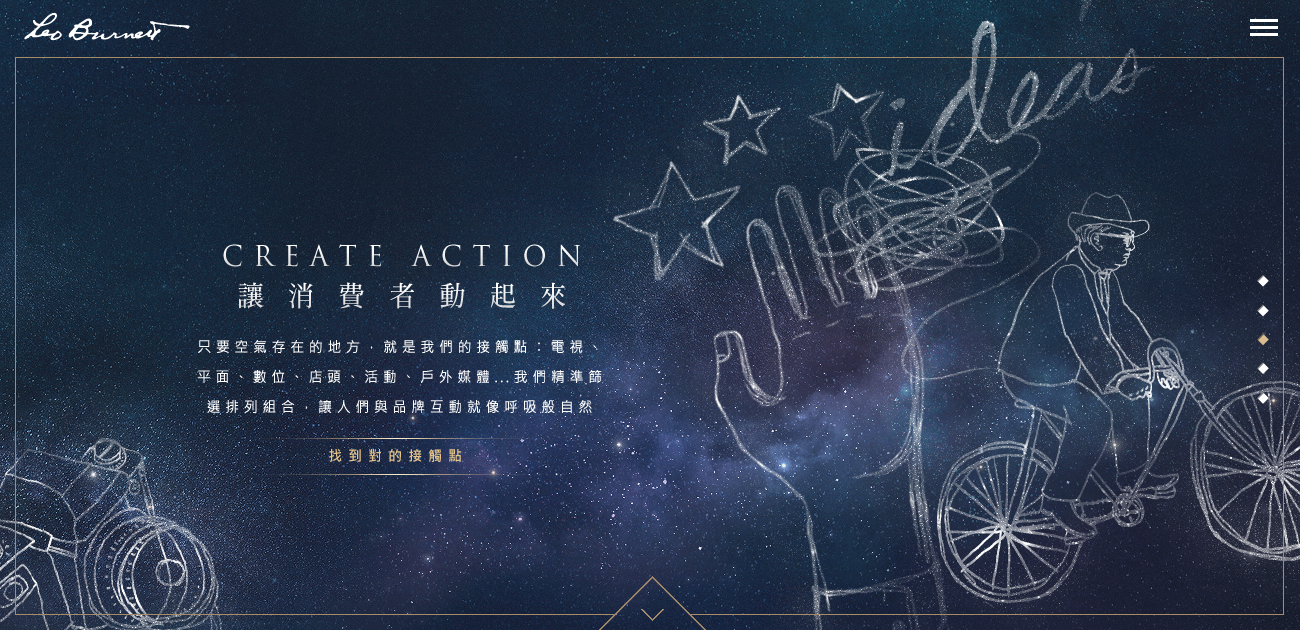 Leo Burnett
ideas
CREATE ACTION
讓消費者動起來
只要空氣存在的地方，就是我們的接觸點：電視、
平面、數位、店頭、活動、戶外媒體...我們精準篩
選排列組合，讓人們與品牌互動就像呼吸般自然
找到對的接觸點